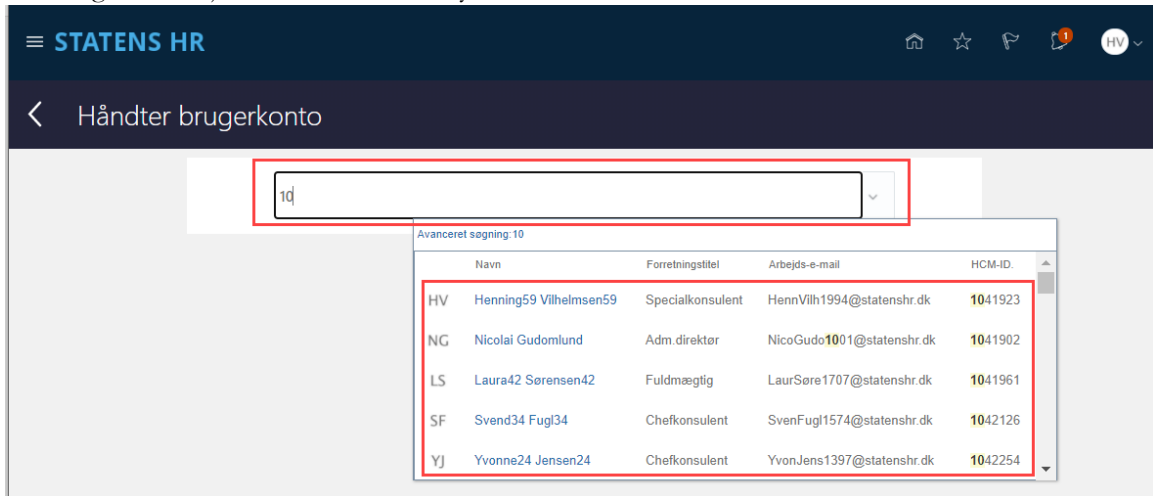 STATENS HR
1
HV
Håndter brugerkonto
10
Avanceret søgning:10
Navn Forretningstitel Arbejds-e-mail HCM-ID.
HV Henning59 Vilhelmsen59 Specialkonsulent HennVilh1994@statenshr.dk 1041923
NG Nicolai Gudomlund Adm.direktør NicoGudo1001@statenshr.dk 1041902
LS Laura42 Sørensen42 Fuldmægtig LaurSøre1707@statenshr.dk 1041961
SF Svend34 Fugl34 Chefkonsulent SvenFugl1574@statenshr.dk 1042126
YJ Yvonne24 Jensen24 Chefkonsulent YvonJens1397@statenshr.dk 1042254